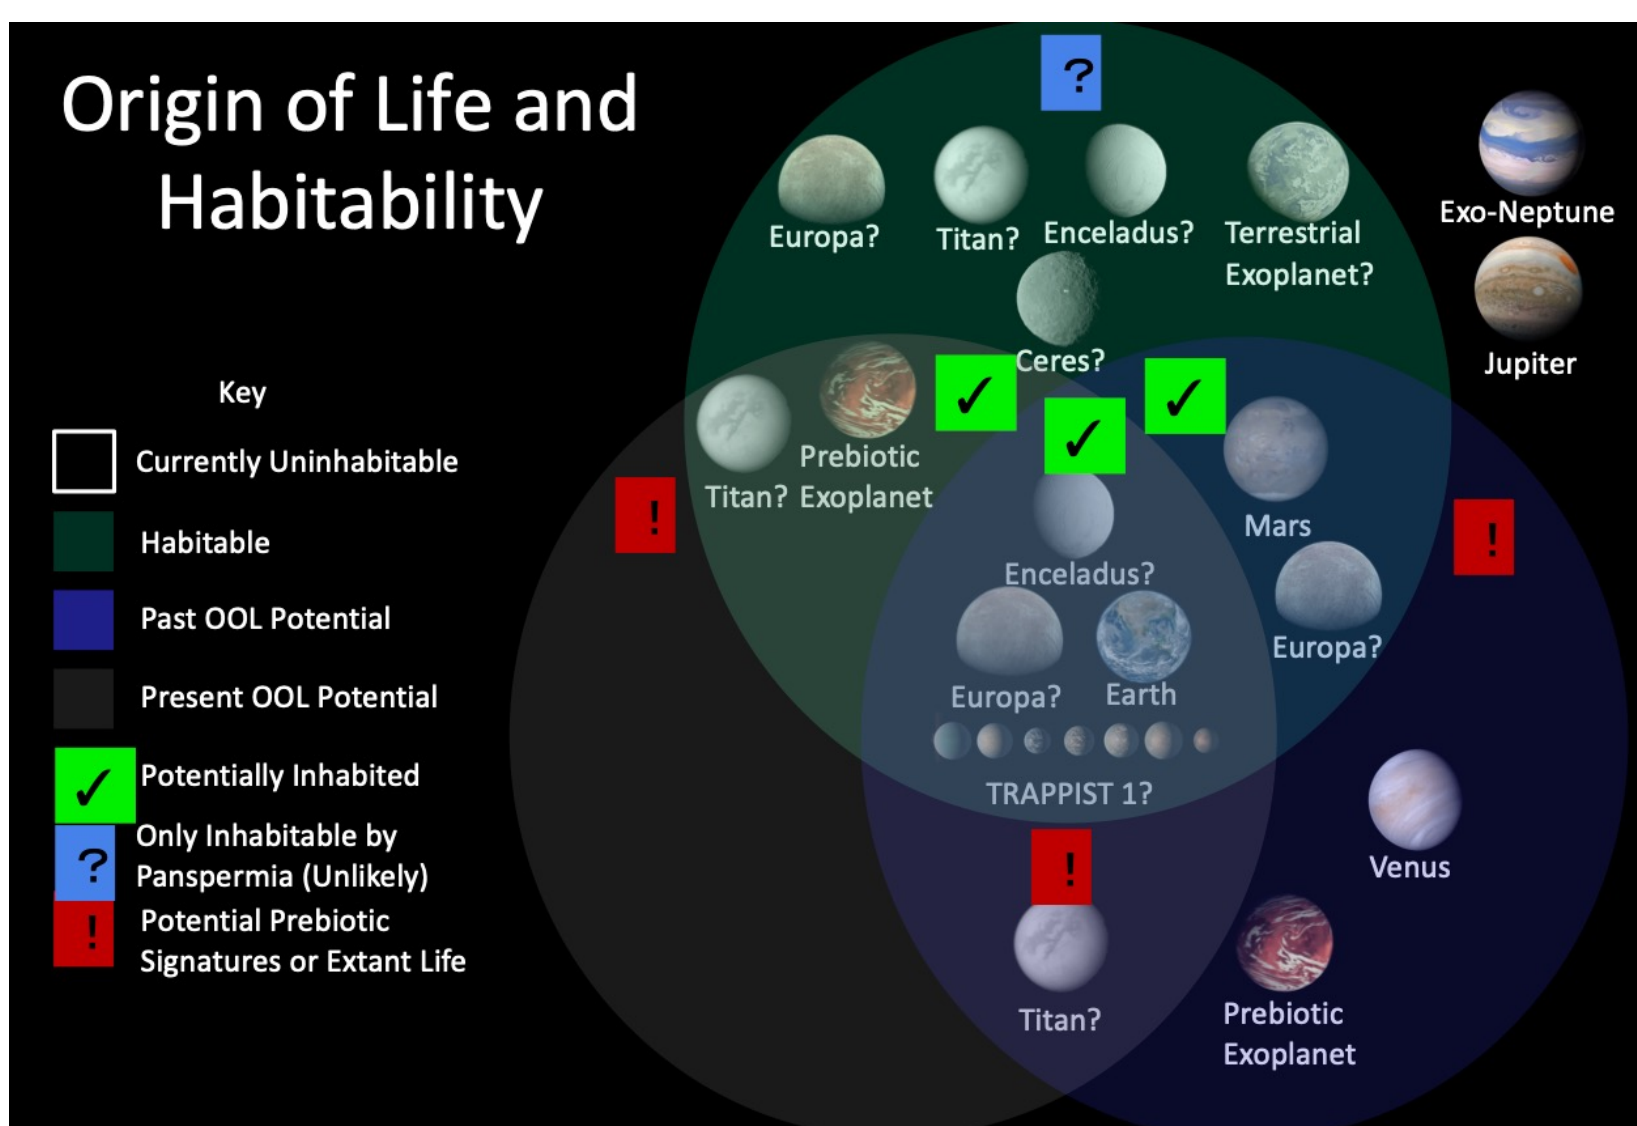 Origin of Life and
Habitability
Key
Currently Uninhabitable
Habitable
Past OOL Potential
Present OOL Potential
✓
Potentially Inhabited
?
Only Inhabitable by
Panspermia (Unlikely)
!
Potential Prebiotic
Signatures or Extant Life
?
Europa?
Titan?
Enceladus?
Terrestrial
Exoplanet?
Ceres?
Exo-Neptune
Jupiter
✓
✓
✓
Titan?
Prebiotic
Exoplanet
!
Mars
Europa?
!
Enceladus?
Europa?
Earth
TRAPPIST 1?
!
Titan?
Venus
Prebiotic
Exoplanet